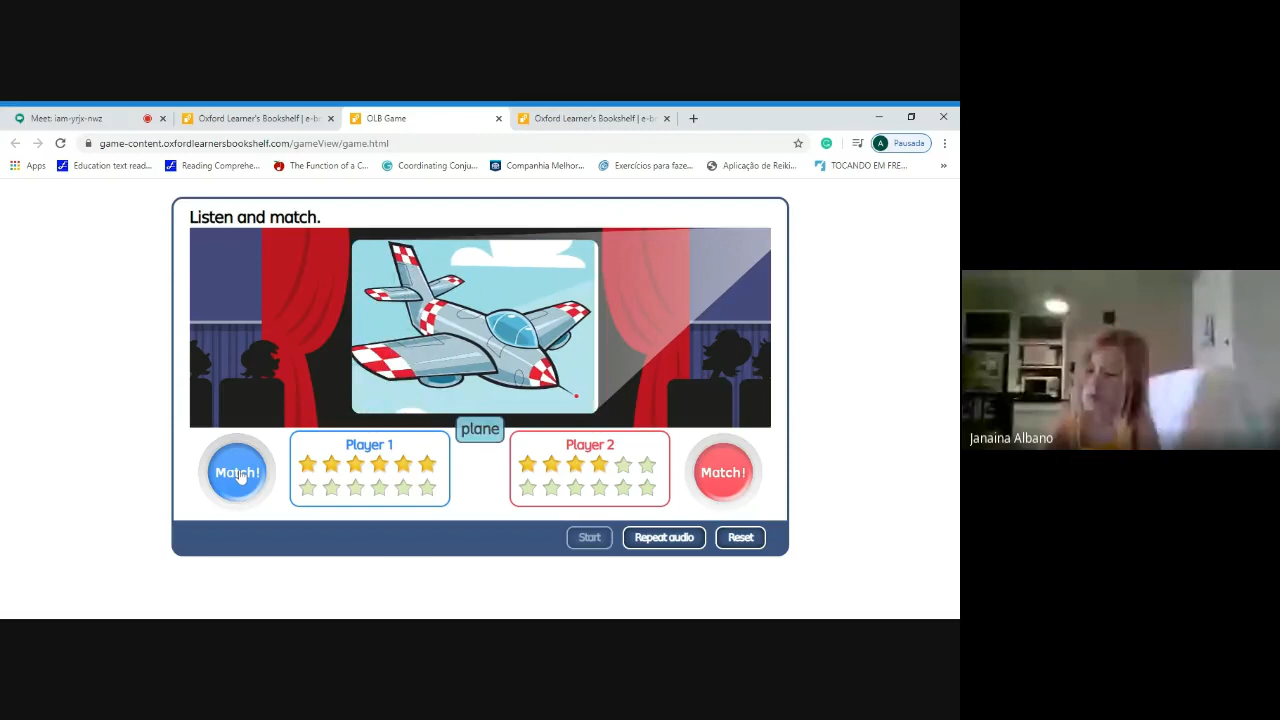 Meet: iam-yrjx-nwz
Oxford Learner's Bookshelf | e-b
OLB Game
Oxford Learner's Bookshelf | e-b
game-content.oxfordlearnersbookshelf.com/gameView/game.html
A Pausada
Apps
Education text read...
Reading Comprehe...
The Function of a C...
Coordinating Conju...
Companhia Melhor...
Exercícios para faze...
Aplicação de Reiki...
TOCANDO EM FRE...
Listen and match.
plane
Player 1
Player 2
Match!
Match!
Start
Repeat audio
Reset
Janaina Albano